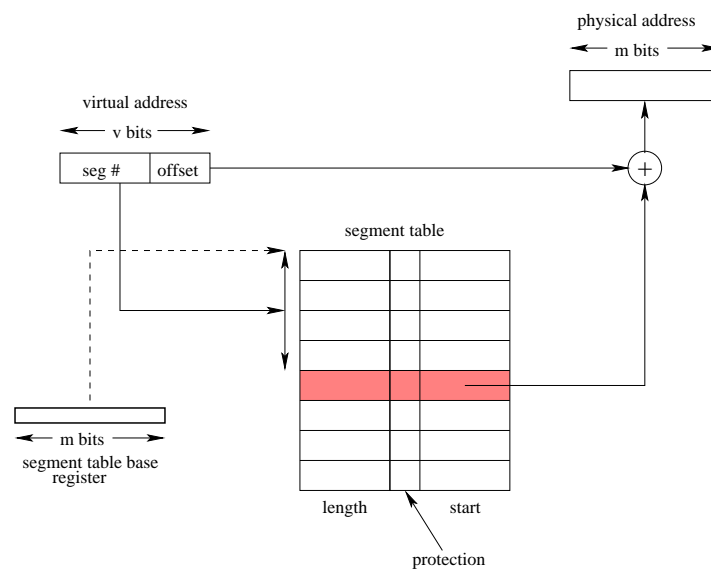 physical address
m bits
virtual address
v bits
seg #
offset
+
segment table
m bits
segment table base
register
length
start
protection